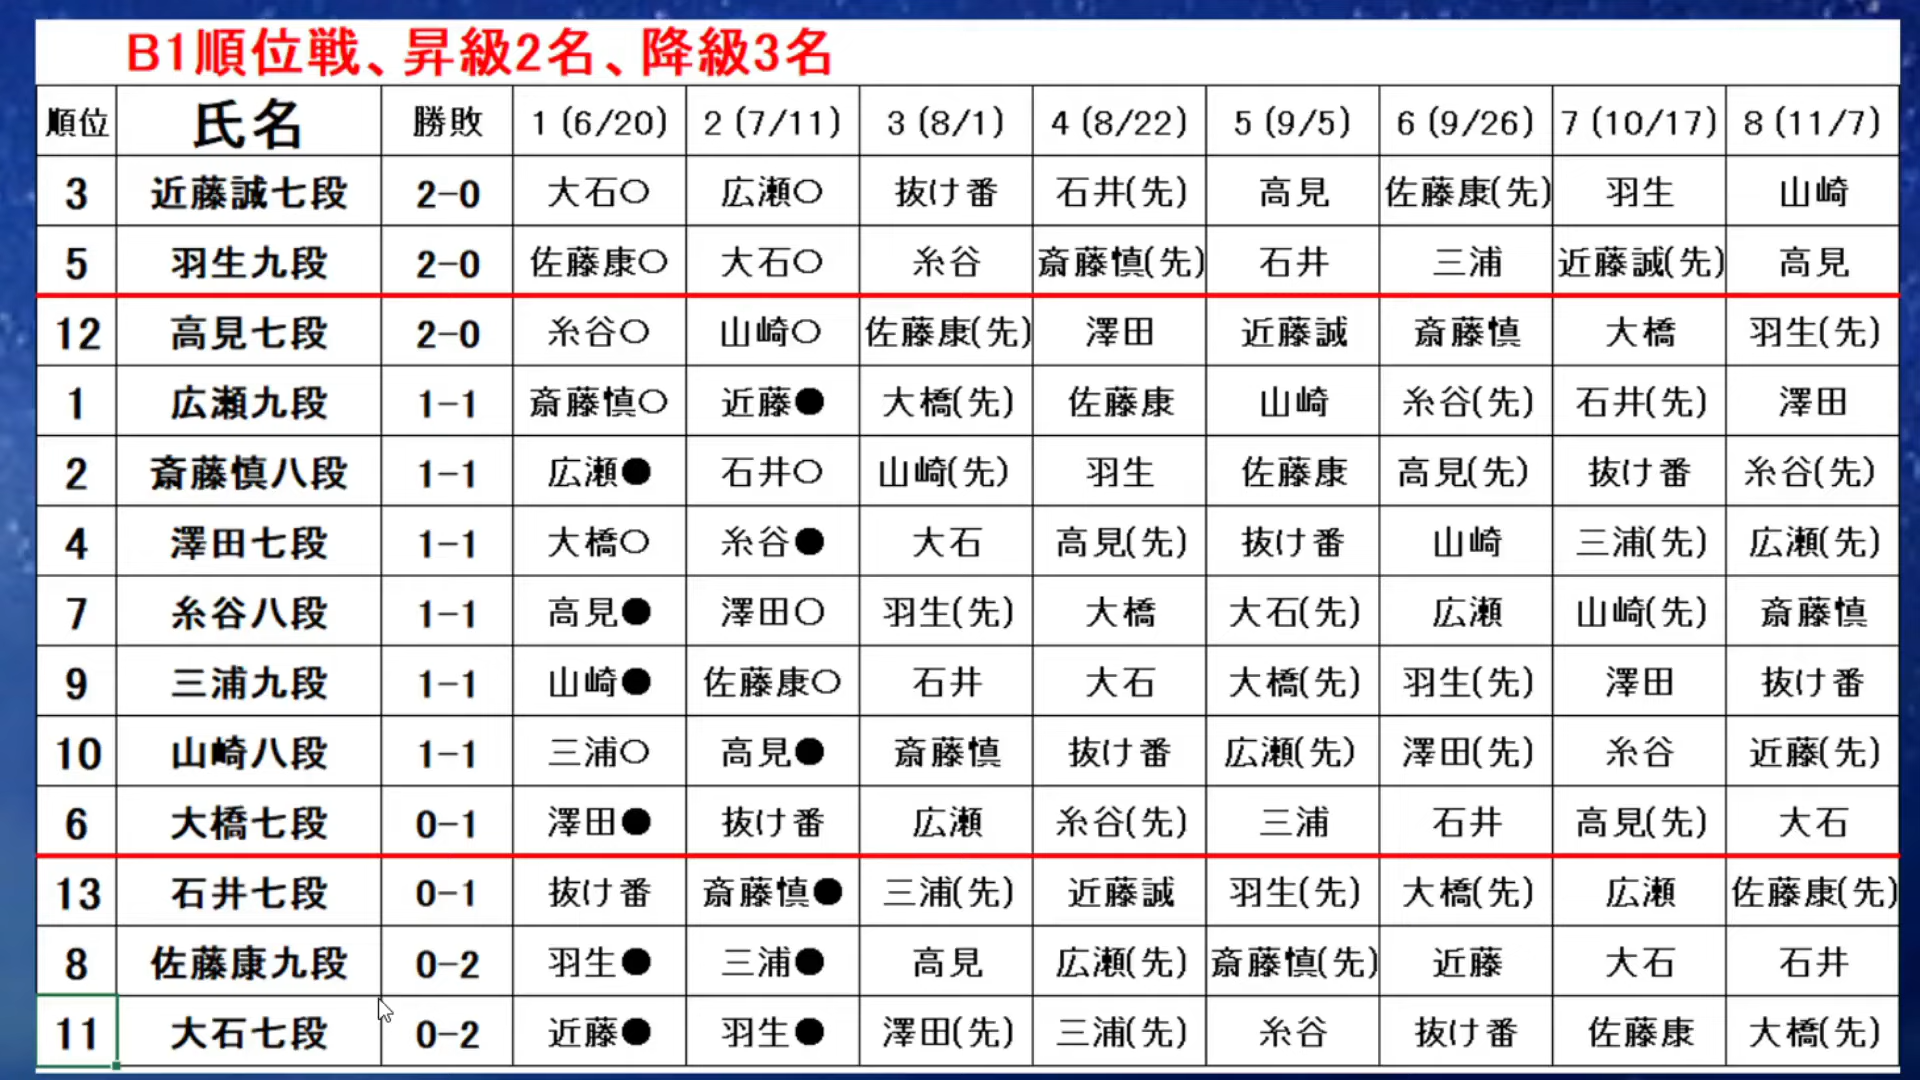 B1順位戦、昇級2名、降級3名
順位 氏名 勝敗 1 (6/20) 2 (7/11) 3 (8/1) 4 (8/22) 5 (9/5) 6 (9/26) 7 (10/17) 8 (11/7)
3 近藤誠七段 2-0 大石○ 広瀬○ 抜け番 石井(先) 高見 佐藤康(先) 羽生 山崎
5 羽生九段 2-0 佐藤康○ 大石○ 糸谷 斎藤慎(先) 石井 三浦 近藤誠(先) 高見
12 高見七段 2-0 糸谷○ 山崎○ 佐藤康(先) 澤田 近藤誠 斎藤慎 大橋 羽生(先)
1 広瀬九段 1-1 斎藤慎○ 近藤● 大橋(先) 佐藤康 山崎 糸谷(先) 石井(先) 澤田
2 斎藤慎八段 1-1 広瀬● 石井○ 山崎(先) 羽生 佐藤康 高見(先) 抜け番 糸谷(先)
4 澤田七段 1-1 大橋○ 糸谷● 大石 高見(先) 抜け番 山崎 三浦(先) 広瀬(先)
7 糸谷八段 1-1 高見● 澤田○ 羽生(先) 大橋 大石(先) 広瀬 山崎(先) 斎藤慎
9 三浦九段 1-1 山崎● 佐藤康○ 石井 大石 大橋(先) 羽生(先) 澤田 抜け番
10 山崎八段 1-1 三浦○ 高見● 斎藤慎 抜け番 広瀬(先) 澤田(先) 糸谷 近藤(先)
6 大橋七段 0-1 澤田● 抜け番 広瀬 糸谷(先) 三浦 石井 高見(先) 大石
13 石井七段 0-1 抜け番 斎藤慎● 三浦(先) 近藤誠 羽生(先) 大橋(先) 広瀬 佐藤康(先)
8 佐藤康九段 0-2 羽生● 三浦● 高見 広瀬(先) 斎藤慎(先) 近藤 大石 石井
11 大石七段 0-2 近藤● 羽生● 澤田(先) 三浦(先) 糸谷 抜け番 佐藤康 大橋(先)